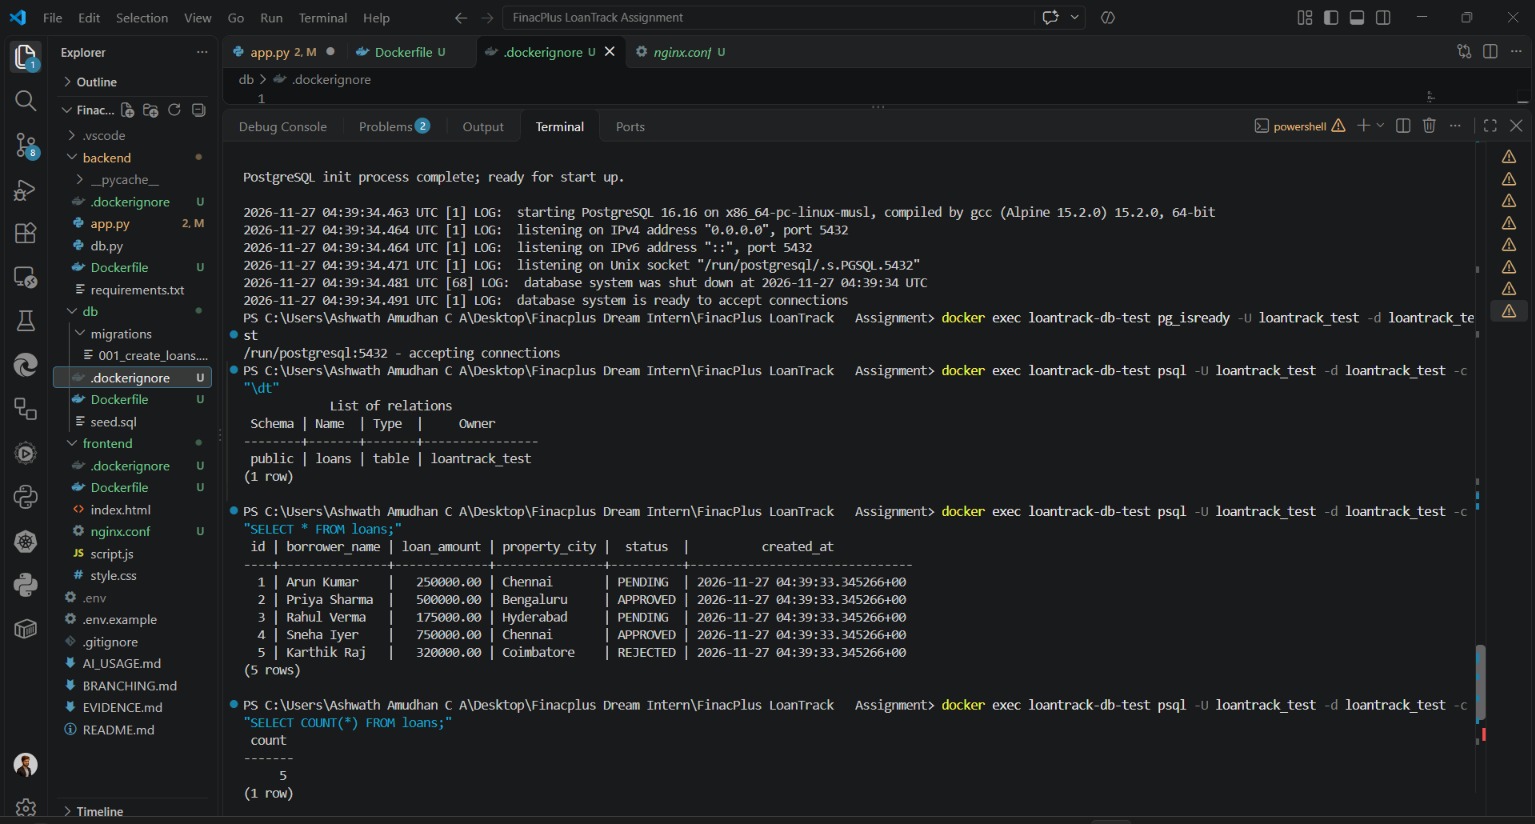 File Edit Selection View Go Run Terminal Help
FinacPlus LoanTrack Assignment
Explorer
app.py 2, M
Dockerfile U
.dockerignore U
nginx.conf U
Outline
db > .dockerignore
1
Finac...
.vscode
backend
__pycache__
.dockerignore U
app.py 2, M
db.py
Dockerfile U
requirements.txt
db
migrations
001_create_loans....
.dockerignore U
Dockerfile U
seed.sql
frontend
.dockerignore U
Dockerfile U
index.html
nginx.conf U
JS script.js
# style.css
.env
.env.example
.gitignore
AI_USAGE.md
BRANCHING.md
EVIDENCE.md
README.md
Timeline
1
8
Debug Console Problems 2 Output Terminal Ports
powershell
PostgreSQL init process complete; ready for start up.
2026-11-27 04:39:34.463 UTC [1] LOG:  starting PostgreSQL 16.16 on x86_64-pc-linux-musl, compiled by gcc (Alpine 15.2.0) 15.2.0, 64-bit
2026-11-27 04:39:34.464 UTC [1] LOG:  listening on IPv4 address "0.0.0.0", port 5432
2026-11-27 04:39:34.464 UTC [1] LOG:  listening on IPv6 address "::", port 5432
2026-11-27 04:39:34.471 UTC [1] LOG:  listening on Unix socket "/run/postgresql/.s.PGSQL.5432"
2026-11-27 04:39:34.481 UTC [68] LOG:  database system was shut down at 2026-11-27 04:39:34 UTC
2026-11-27 04:39:34.491 UTC [1] LOG:  database system is ready to accept connections
PS C:\Users\Ashwath Amudhan C A\Desktop\Finacplus Dream Intern\FinacPlus LoanTrack   Assignment> docker exec loantrack-db-test pg_isready -U loantrack_test -d loantrack_te
st
/run/postgresql:5432 - accepting connections
PS C:\Users\Ashwath Amudhan C A\Desktop\Finacplus Dream Intern\FinacPlus LoanTrack   Assignment> docker exec loantrack-db-test psql -U loantrack_test -d loantrack_test -c
"\dt"
            List of relations
 Schema | Name  | Type  |     Owner
--------+-------+-------+----------------
 public | loans | table | loantrack_test
(1 row)
PS C:\Users\Ashwath Amudhan C A\Desktop\Finacplus Dream Intern\FinacPlus LoanTrack   Assignment> docker exec loantrack-db-test psql -U loantrack_test -d loantrack_test -c
"SELECT * FROM loans;"
 id | borrower_name | loan_amount | property_city |  status  |          created_at
----+---------------+-------------+---------------+----------+-------------------------------
  1 | Arun Kumar    |   250000.00 | Chennai       | PENDING  | 2026-11-27 04:39:33.345266+00
  2 | Priya Sharma  |   500000.00 | Bengaluru     | APPROVED | 2026-11-27 04:39:33.345266+00
  3 | Rahul Verma   |   175000.00 | Hyderabad     | PENDING  | 2026-11-27 04:39:33.345266+00
  4 | Sneha Iyer    |   750000.00 | Chennai       | APPROVED | 2026-11-27 04:39:33.345266+00
  5 | Karthik Raj   |   320000.00 | Coimbatore    | REJECTED | 2026-11-27 04:39:33.345266+00
(5 rows)
PS C:\Users\Ashwath Amudhan C A\Desktop\Finacplus Dream Intern\FinacPlus LoanTrack   Assignment> docker exec loantrack-db-test psql -U loantrack_test -d loantrack_test -c
"SELECT COUNT(*) FROM loans;"
 count
-------
     5
(1 row)